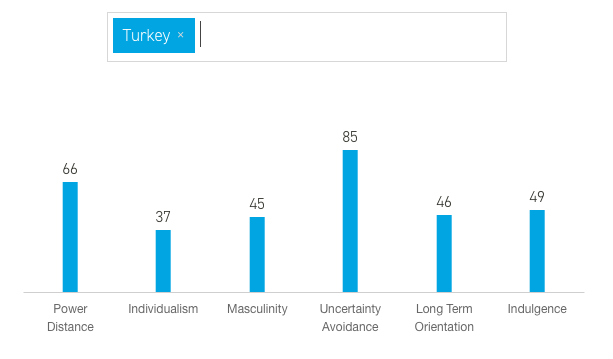 Turkey ×
66
37
45
85
46
49
Power
Distance
Individualism
Masculinity
Uncertainty
Avoidance
Long Term
Orientation
Indulgence